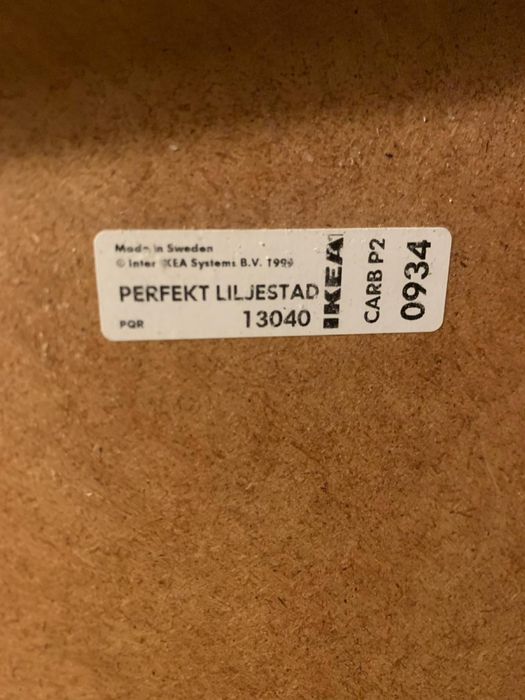 Made in Sweden
© Inter IKEA Systems B.V. 1999
PERFEKT LILJESTAD
PQR 13040
IKEA
CARB P2
0934